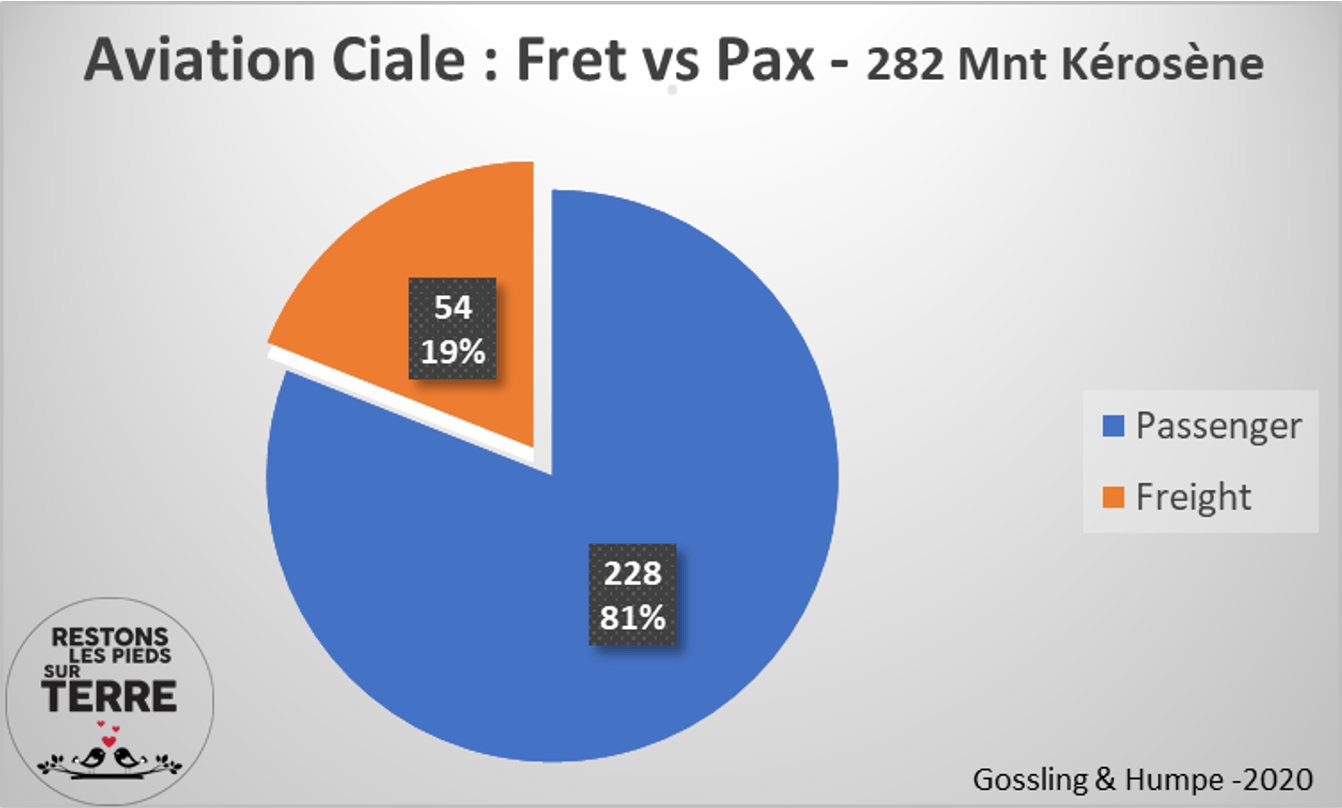 Aviation Ciale : Fret vs Pax - 282 Mnt Kérosène
54
19%
228
81%
Passenger
Freight
RESTONS
LES PIEDS
SUR
TERRE
Gossling & Humpe -2020